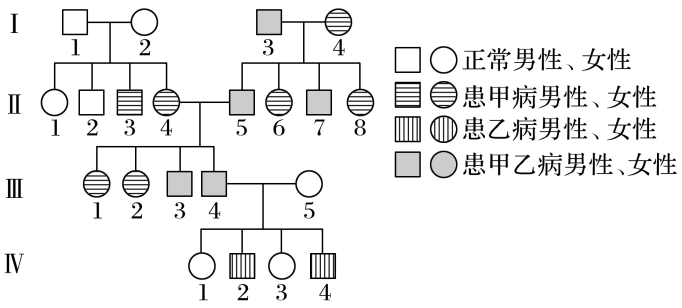 Ⅰ
1 2 3 4
正常男性、女性
Ⅱ
1 2 3 4 5 6 7 8
患甲病男性、女性
患乙病男性、女性
患甲乙病男性、女性
Ⅲ
1 2 3 4 5
Ⅳ
1 2 3 4